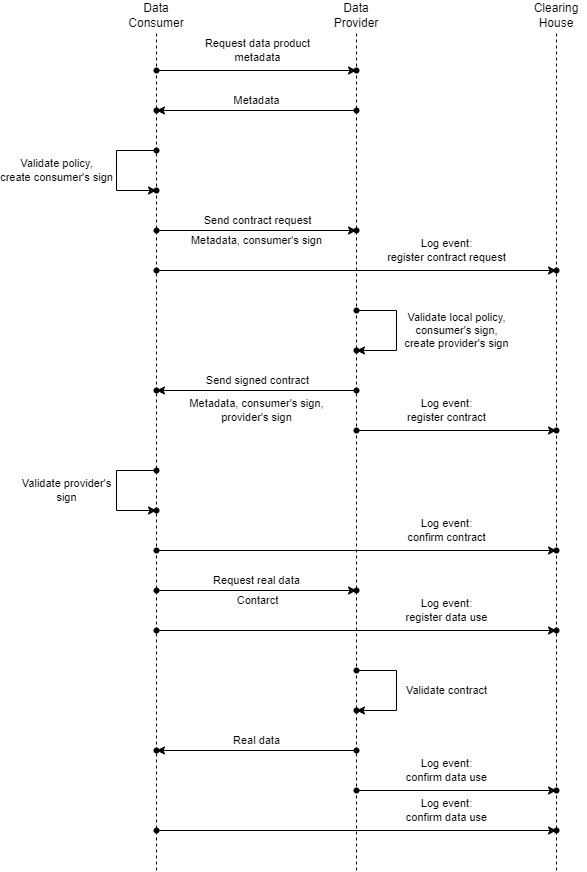 Data
Consumer
Data
Provider
Clearing
House
Request data product
metadata
Metadata
Validate policy,
create consumer's sign
Send contract request
Metadata, consumer's sign
Log event:
register contract request
Validate local policy,
consumer's sign,
create provider's sign
Send signed contract
Metadata, consumer's sign,
provider's sign
Log event:
register contract
Validate provider's
sign
Log event:
confirm contract
Request real data
Contarct
Log event:
register data use
Validate contract
Real data
Log event:
confirm data use
Log event:
confirm data use